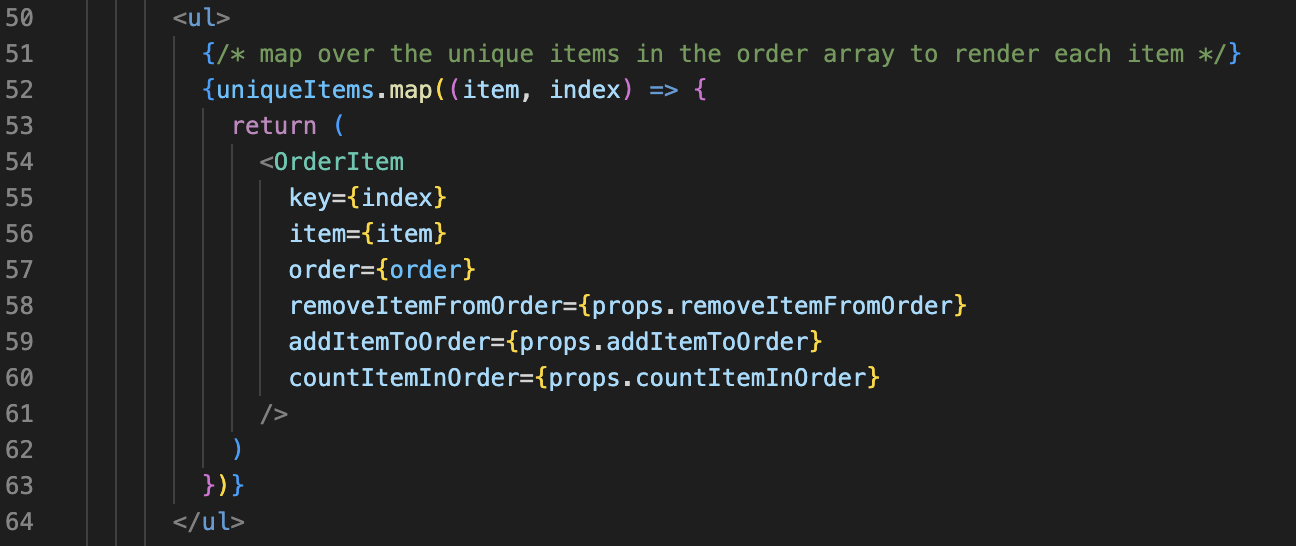 50 <ul>
51 {/* map over the unique items in the order array to render each item */}
52 {uniqueItems.map((item, index) => {
53 return (
54 <OrderItem
55 key={index}
56 item={item}
57 order={order}
58 removeItemFromOrder={props.removeItemFromOrder}
59 addItemToOrder={props.addItemToOrder}
60 countItemInOrder={props.countItemInOrder}
61 />
62 )
63 })}
64 </ul>